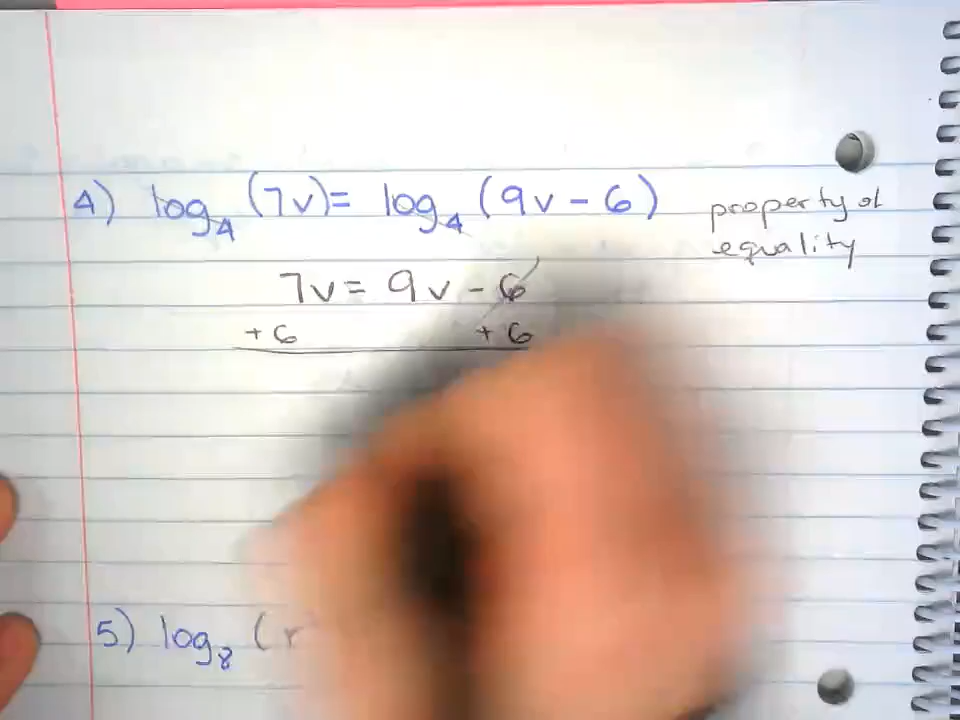 4) log₄ (7v) = log₄ (9v - 6) property of
equality
7v = 9v - 6
+ 6 + 6
5) log₈ (r